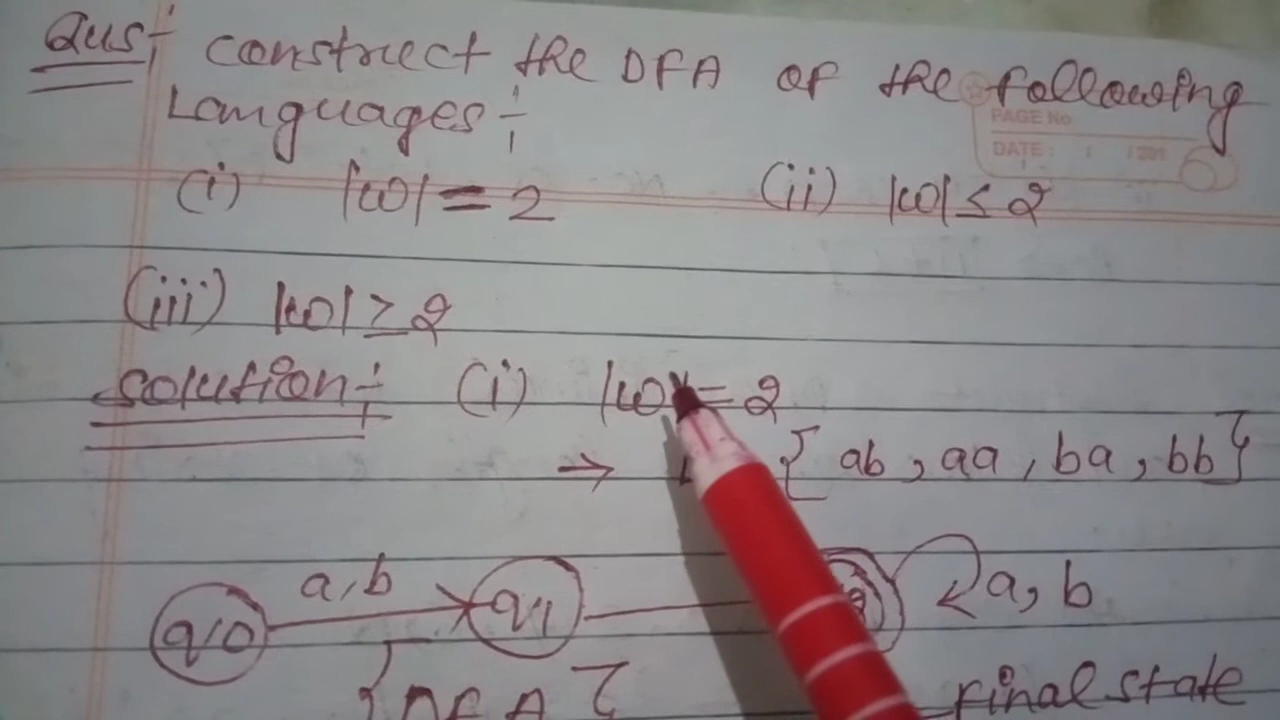 Qus:- construct the DFA of the following
PAGE No
DATE:
Languages:-
(i) |w| = 2 (ii) |w| ≤ 2
(iii) |w| ≥ 2
solution:- (i) |w| = 2
→ { ab, aa, ba, bb }
a, b
q0 q1 a, b
{ DFA } final state